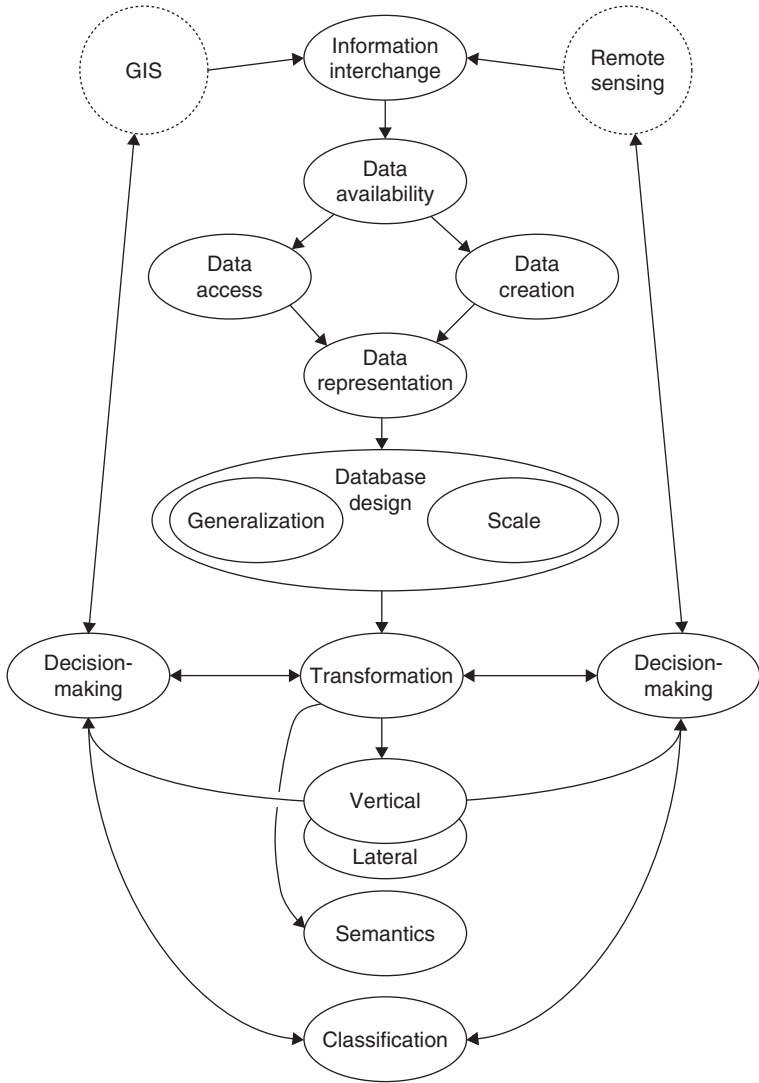 GIS
Information
interchange
Remote
sensing
Data
availability
Data
access
Data
creation
Data
representation
Database
design
Generalization
Scale
Decision-
making
Transformation
Decision-
making
Vertical
Lateral
Semantics
Classification